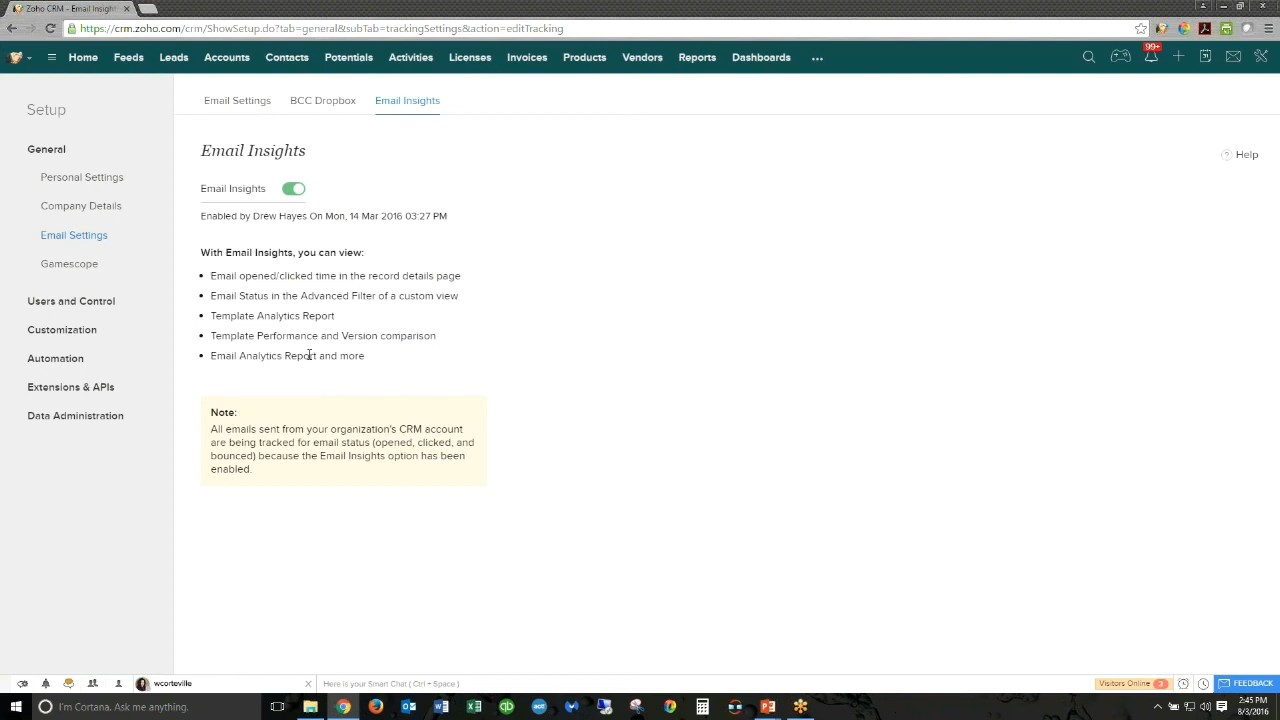 Zoho CRM - Email Insight
https://crm.zoho.com/crm/ShowSetup.do?tab=general&subTab=trackingSettings&action=editTracking
Home Feeds Leads Accounts Contacts Potentials Activities Licenses Invoices Products Vendors Reports Dashboards ... 99+
Setup
General
Personal Settings
Company Details
Email Settings
Gamescope
Users and Control
Customization
Automation
Extensions & APIs
Data Administration
Email Settings BCC Dropbox Email Insights
Email Insights
? Help
Email Insights
Enabled by Drew Hayes On Mon, 14 Mar 2016 03:27 PM
With Email Insights, you can view:
• Email opened/clicked time in the record details page
• Email Status in the Advanced Filter of a custom view
• Template Analytics Report
• Template Performance and Version comparison
• Email Analytics Report and more
Note:
All emails sent from your organization's CRM account
are being tracked for email status (opened, clicked, and
bounced) because the Email Insights option has been
enabled.
wcorteville Here is your Smart Chat ( Ctrl + Space ) Visitors Online 3 FEEDBACK
I'm Cortana. Ask me anything.
act!
2:45 PM
8/3/2016